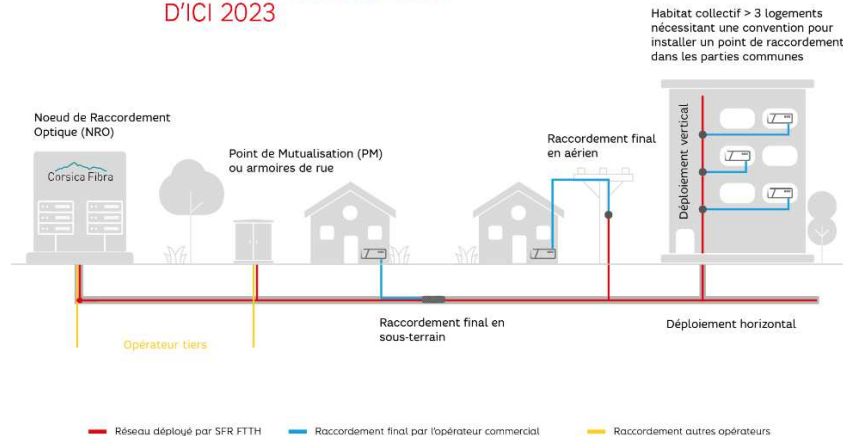 D'ICI 2023
Habitat collectif > 3 logements
nécessitant une convention pour
installer un point de raccordement
dans les parties communes
Noeud de Raccordement
Optique (NRO)
Corsica Fibra
Point de Mutualisation (PM)
ou armoires de rue
Raccordement final
en aérien
Déploiement vertical
Opérateur tiers
Raccordement final en
sous-terrain
Déploiement horizontal
Réseau déployé par SFR FTTH
Raccordement final par l'opérateur commercial
Raccordement autres opérateurs